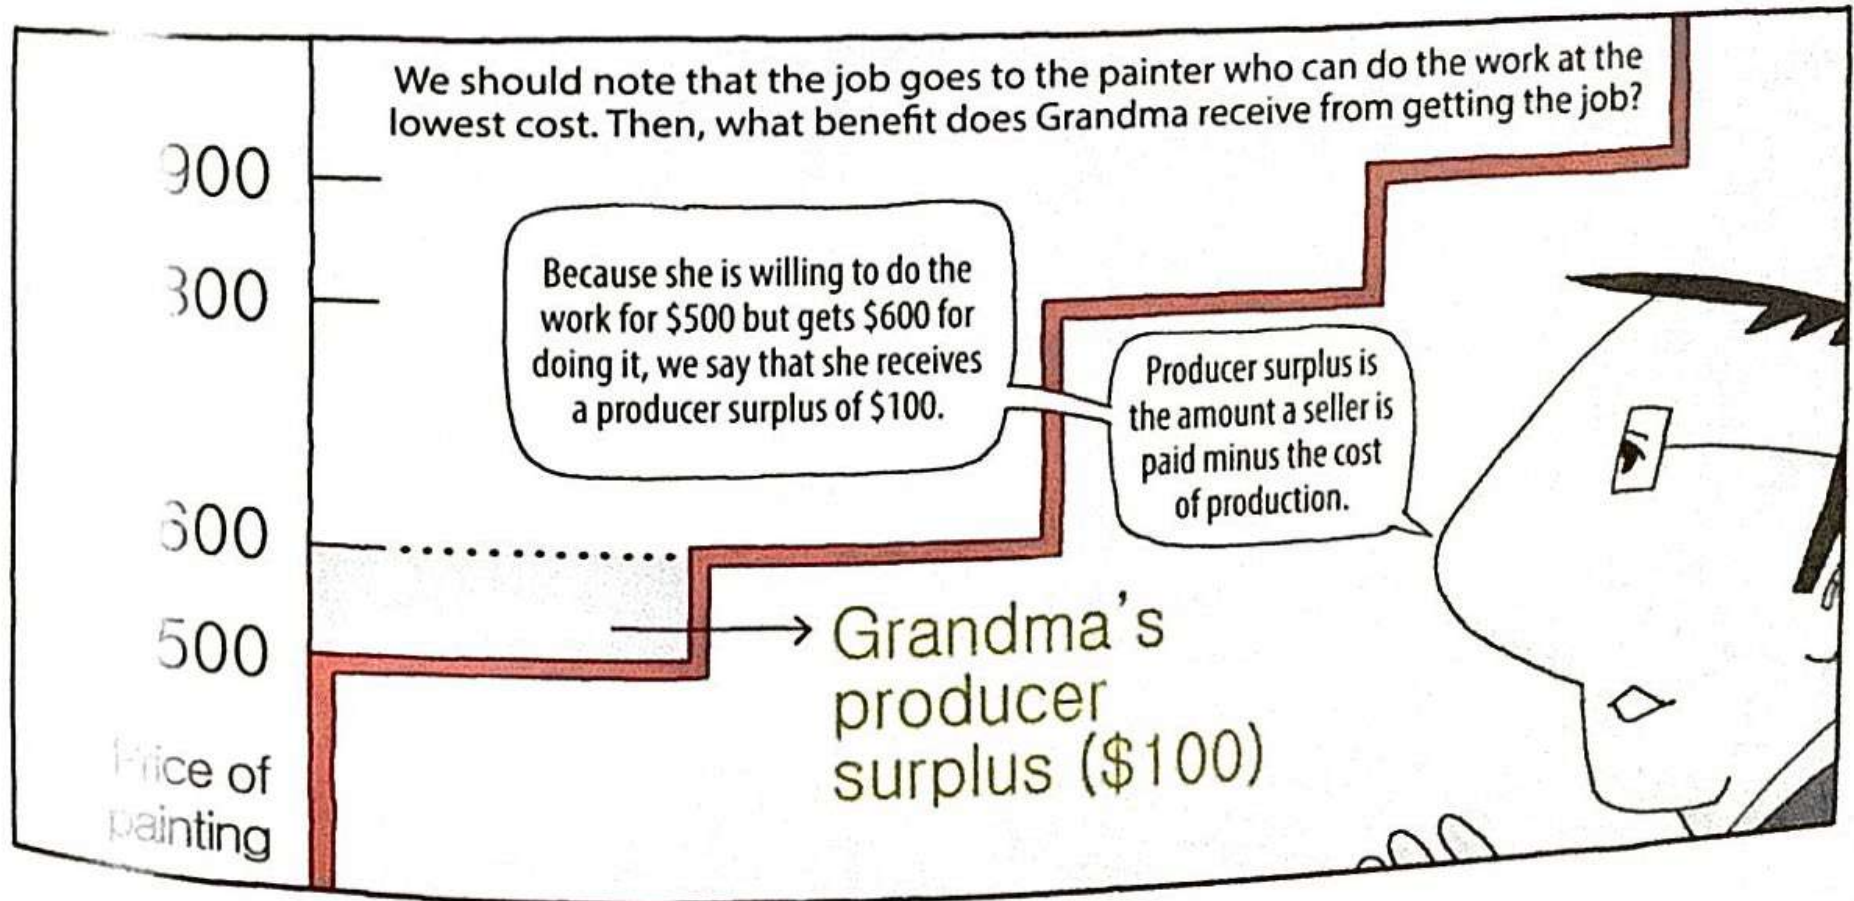 We should note that the job goes to the painter who can do the work at the
lowest cost. Then, what benefit does Grandma receive from getting the job?
900
800
Because she is willing to do the
work for $500 but gets $600 for
doing it, we say that she receives
a producer surplus of $100.
Producer surplus is
the amount a seller is
paid minus the cost
of production.
600
500
Grandma's
producer
surplus ($100)
Price of
painting